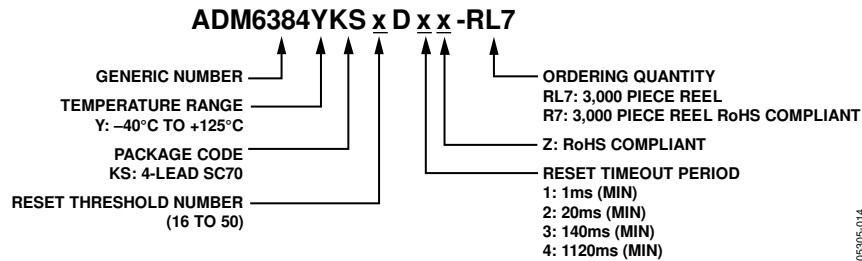 ADM6384YKS x D x x -RL7
GENERIC NUMBER
TEMPERATURE RANGE
Y: –40°C TO +125°C
PACKAGE CODE
KS: 4-LEAD SC70
RESET THRESHOLD NUMBER
(16 TO 50)
ORDERING QUANTITY
RL7: 3,000 PIECE REEL
R7: 3,000 PIECE REEL RoHS COMPLIANT
Z: RoHS COMPLIANT
RESET TIMEOUT PERIOD
1: 1ms (MIN)
2: 20ms (MIN)
3: 140ms (MIN)
4: 1120ms (MIN)
05305-014